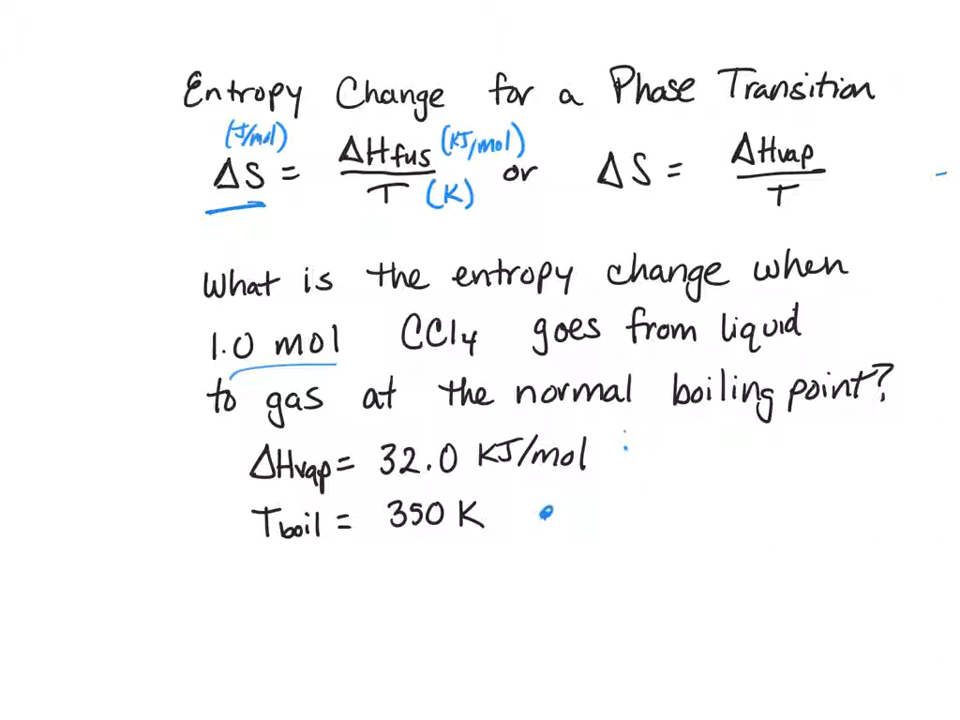 Entropy Change for a Phase Transition
(J/mol)
ΔS = ΔHfus (KJ/mol) / T (K) or ΔS = ΔHvap / T
What is the entropy change when
1.0 mol CCl4 goes from liquid
to gas at the normal boiling point?
ΔHvap = 32.0 KJ/mol
Tboil = 350 K